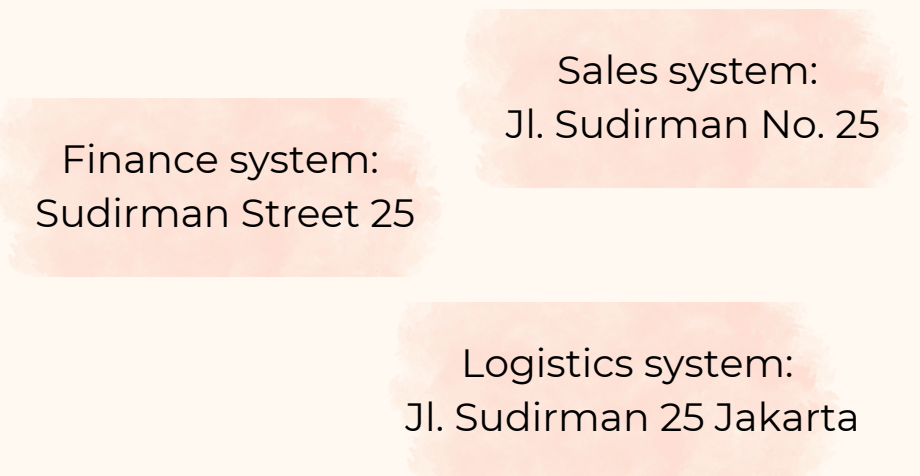 Sales system:
Jl. Sudirman No. 25
Finance system:
Sudirman Street 25
Logistics system:
Jl. Sudirman 25 Jakarta